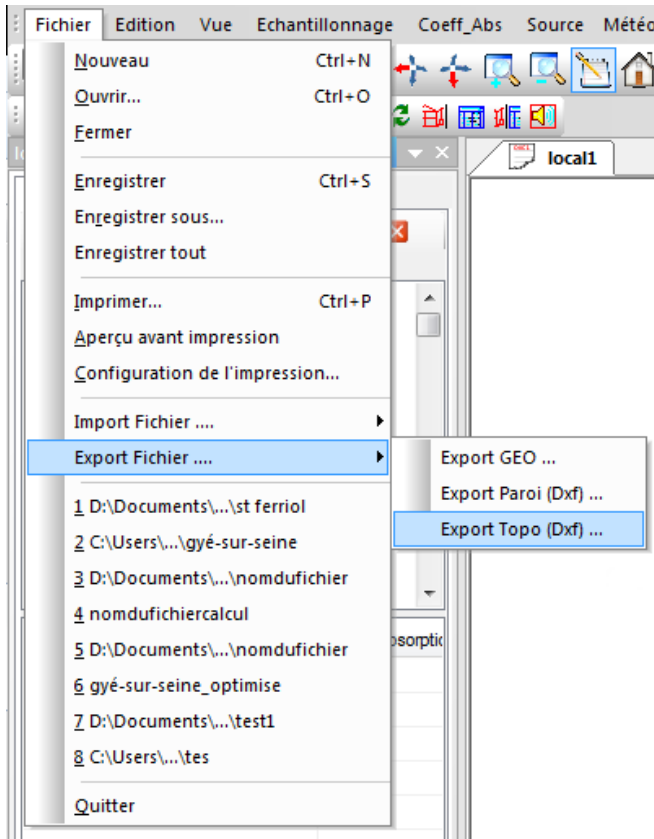 Fichier Edition Vue Echantillonnage Coeff_Abs Source Météo
Nouveau Ctrl+N
Ouvrir... Ctrl+O
Fermer
local1
Enregistrer Ctrl+S
Enregistrer sous...
Enregistrer tout
Imprimer... Ctrl+P
Aperçu avant impression
Configuration de l'impression...
Import Fichier ....
Export Fichier ....
Export GEO ...
Export Paroi (Dxf) ...
Export Topo (Dxf) ...
1 D:\Documents\...\st ferriol
2 C:\Users\...\gyé-sur-seine
3 D:\Documents\...\nomdufichier
4 nomdufichiercalcul
5 D:\Documents\...\nomdufichier
6 gyé-sur-seine_optimise
7 D:\Documents\...\test1
8 C:\Users\...\tes
Quitter